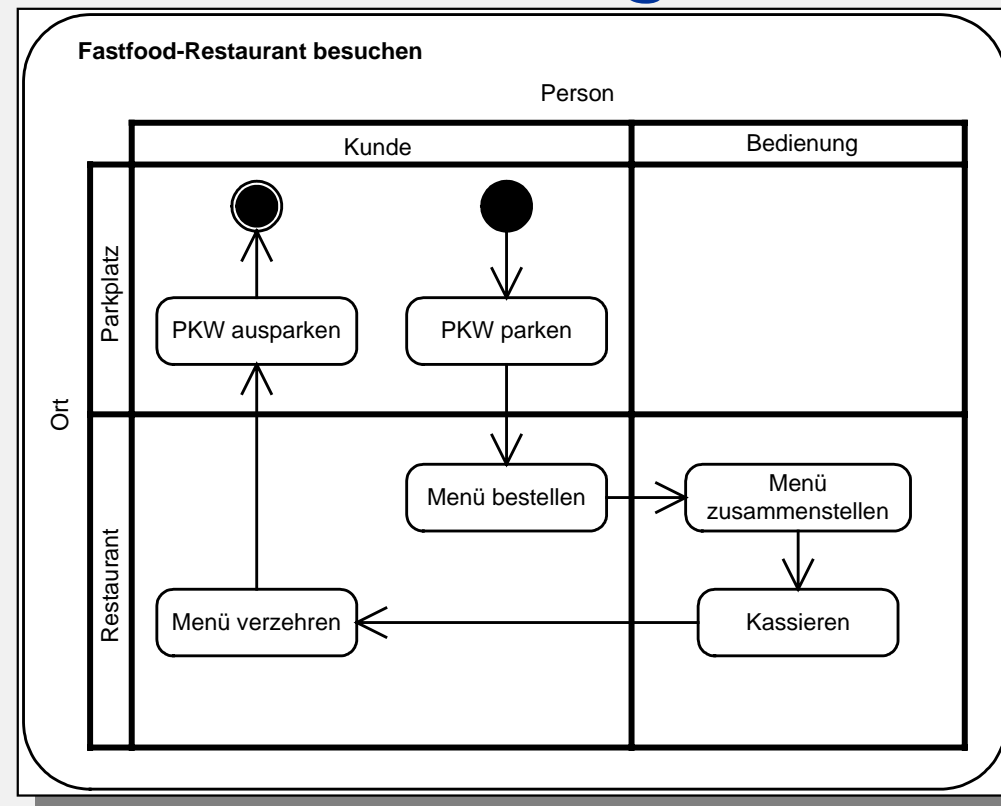 Fastfood-Restaurant besuchen
Person
Kunde
Bedienung
Ort
Parkplatz
PKW ausparken
PKW parken
Restaurant
Menü bestellen
Menü
zusammenstellen
Menü verzehren
Kassieren